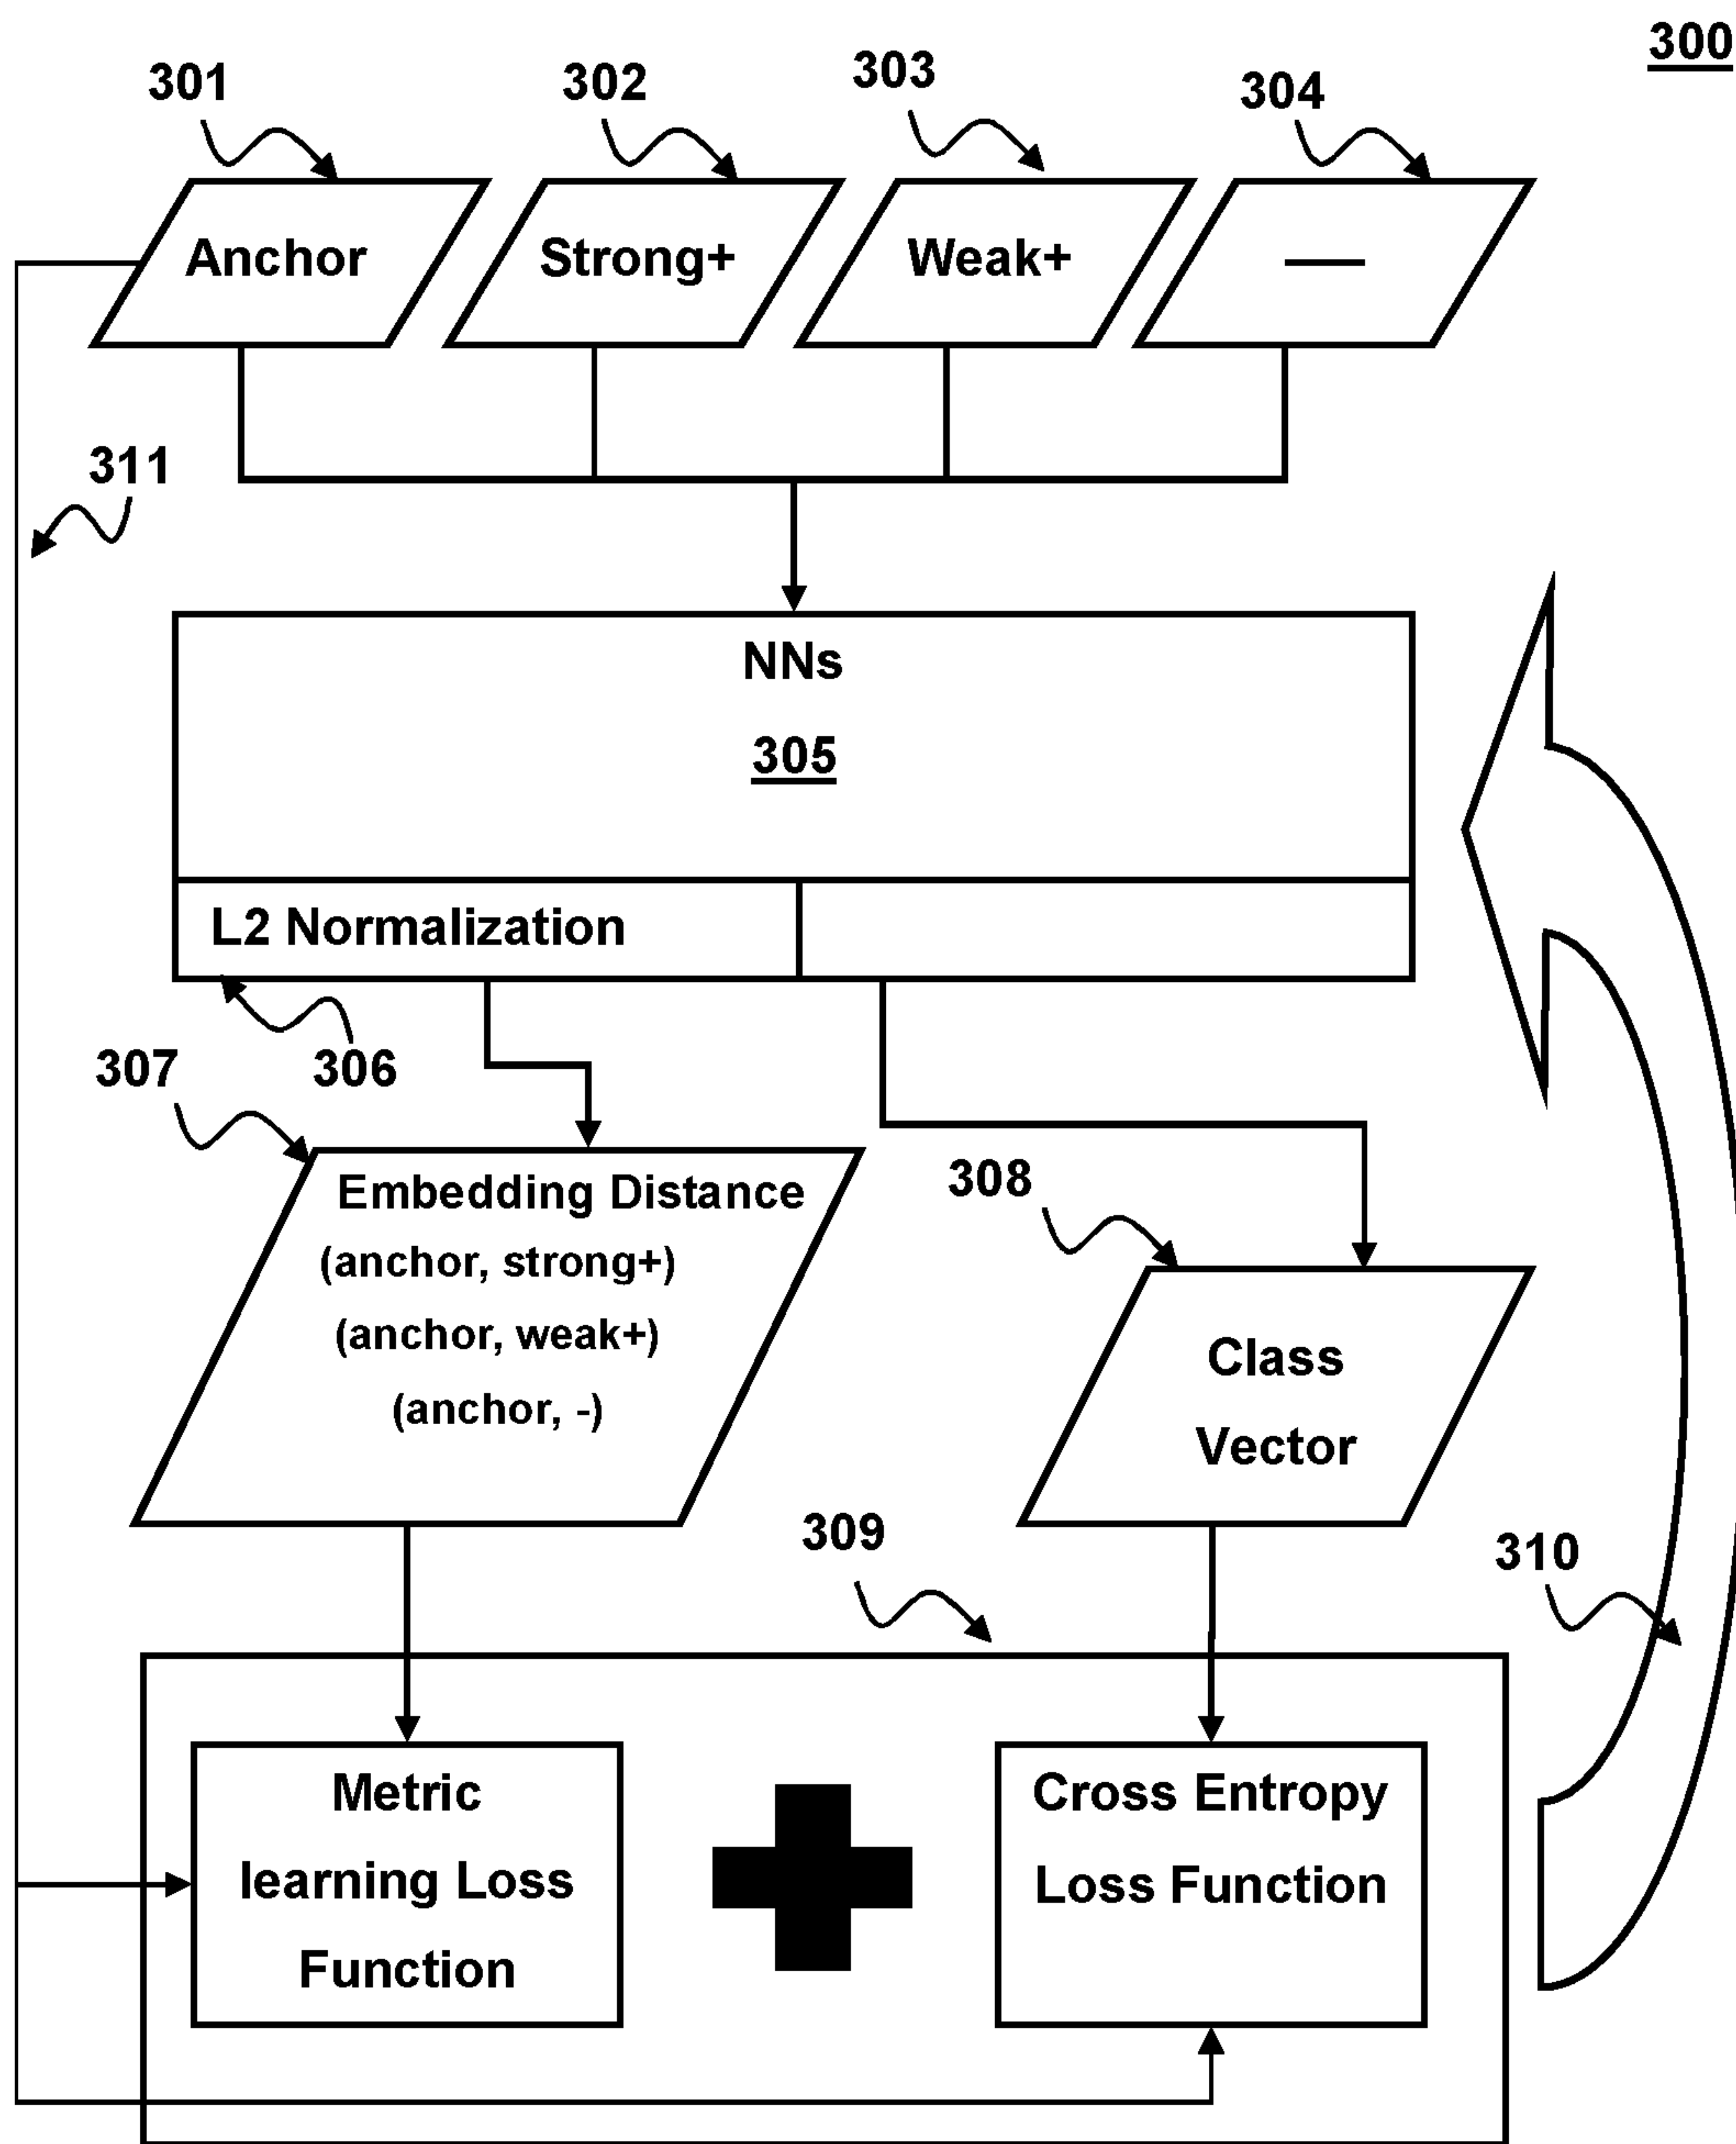 300
301
302
303
304
Anchor
Strong+
Weak+
—
311
NNs
305
L2 Normalization
306
307
Embedding Distance
(anchor, strong+)
(anchor, weak+)
(anchor, -)
308
Class
Vector
309
310
Metric
learning Loss
Function
Cross Entropy
Loss Function